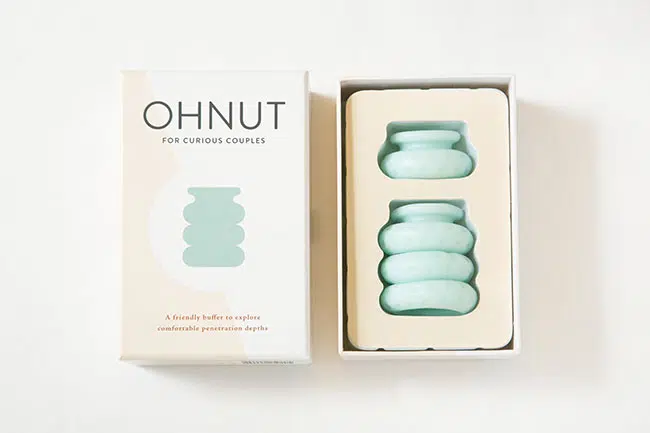 OHNUT
FOR CURIOUS COUPLES
A friendly buffer to explore
comfortable penetration depths